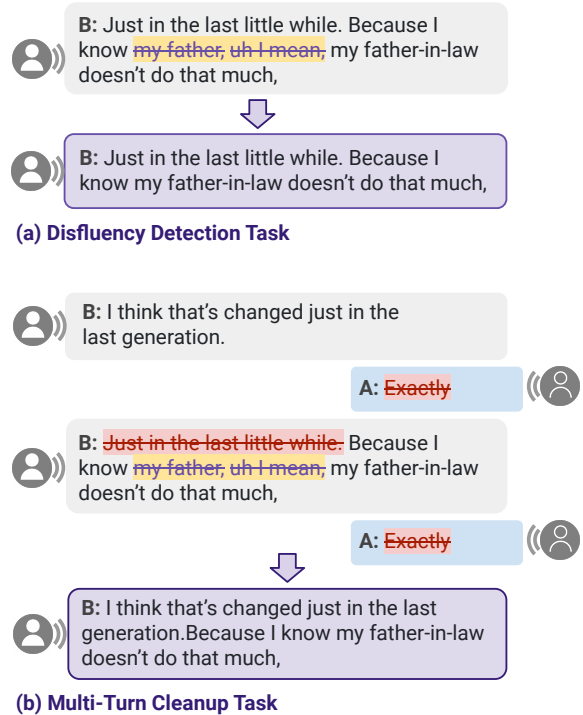 B: Just in the last little while. Because I
know my father, uh I mean, my father-in-law
doesn't do that much,
B: Just in the last little while. Because I
know my father-in-law doesn't do that much,
(a) Disfluency Detection Task
B: I think that's changed just in the
last generation.
A: Exactly
B: Just in the last little while. Because I
know my father, uh I mean, my father-in-law
doesn't do that much,
A: Exactly
B: I think that's changed just in the last
generation.Because I know my father-in-law
doesn't do that much,
(b) Multi-Turn Cleanup Task